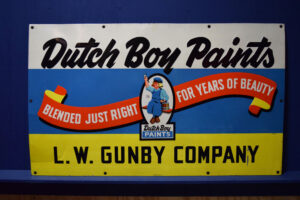 Dutch Boy Paints
BLENDED JUST RIGHT
FOR YEARS OF BEAUTY
Dutch Boy
PAINTS
L. W. GUNBY COMPANY